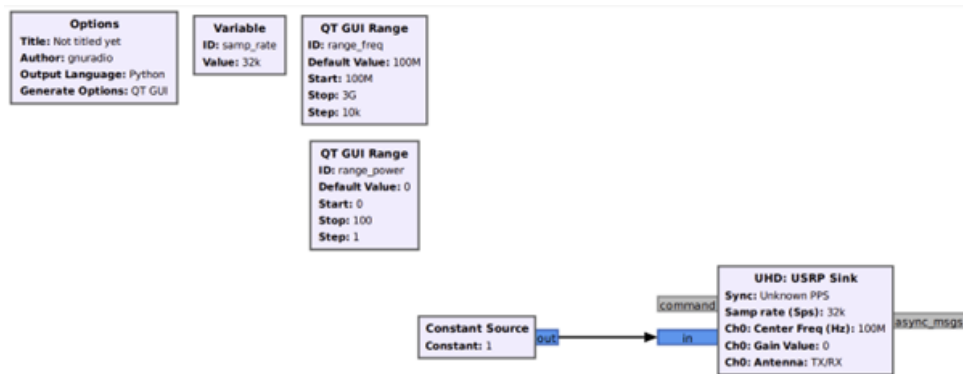 Options
Title: Not titled yet
Author: gnuradio
Output Language: Python
Generate Options: QT GUI
Variable
ID: samp_rate
Value: 32k
QT GUI Range
ID: range_freq
Default Value: 100M
Start: 100M
Stop: 3G
Step: 10k
QT GUI Range
ID: range_power
Default Value: 0
Start: 0
Stop: 100
Step: 1
Constant Source
Constant: 1
out
command
in
UHD: USRP Sink
Sync: Unknown PPS
Samp rate (Sps): 32k
Ch0: Center Freq (Hz): 100M
Ch0: Gain Value: 0
Ch0: Antenna: TX/RX
async_msgs